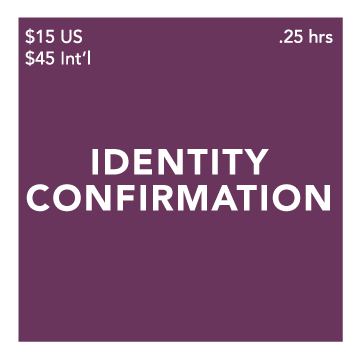 $15 US
.25 hrs
$45 Int'l
IDENTITY
CONFIRMATION